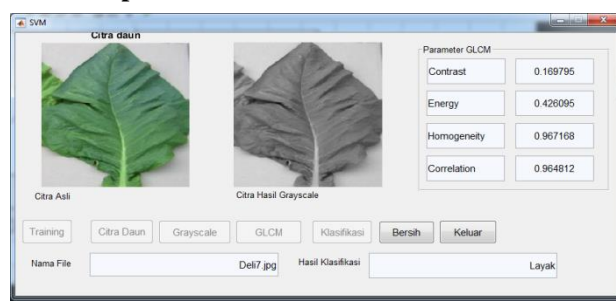 SVM
Citra daun
Citra Asli
Citra Hasil Grayscale
Parameter GLCM
Contrast 0.169795
Energy 0.426095
Homogeneity 0.967168
Correlation 0.964812
Training Citra Daun Grayscale GLCM Klasifikasi Bersih Keluar
Nama File Deli7.jpg Hasil Klasifikasi Layak